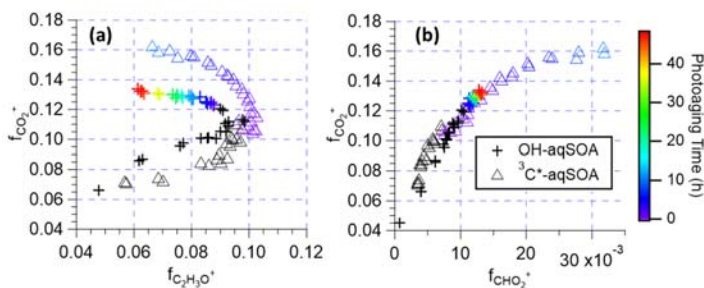 (a)
0.18
0.16
0.14
0.12
0.10
0.08
0.06
0.04
fCO2+
0.04 0.06 0.08 0.10 0.12
fC2H3O+
(b)
0.18
0.16
0.14
0.12
0.10
0.08
0.06
0.04
fCO2+
+ OH-aqSOA
△ ³C*-aqSOA
0 10 20 30 x10⁻³
fCHO2+
40
30
20
10
0
Photoaging Time (h)